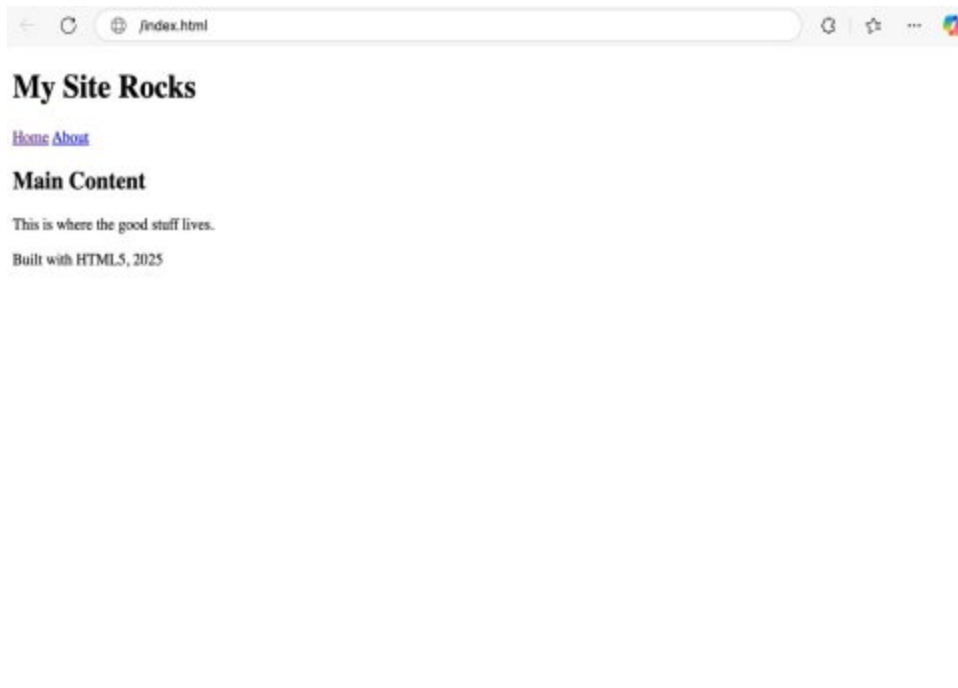 /index.html
My Site Rocks
Home About
Main Content
This is where the good stuff lives.
Built with HTML5, 2025